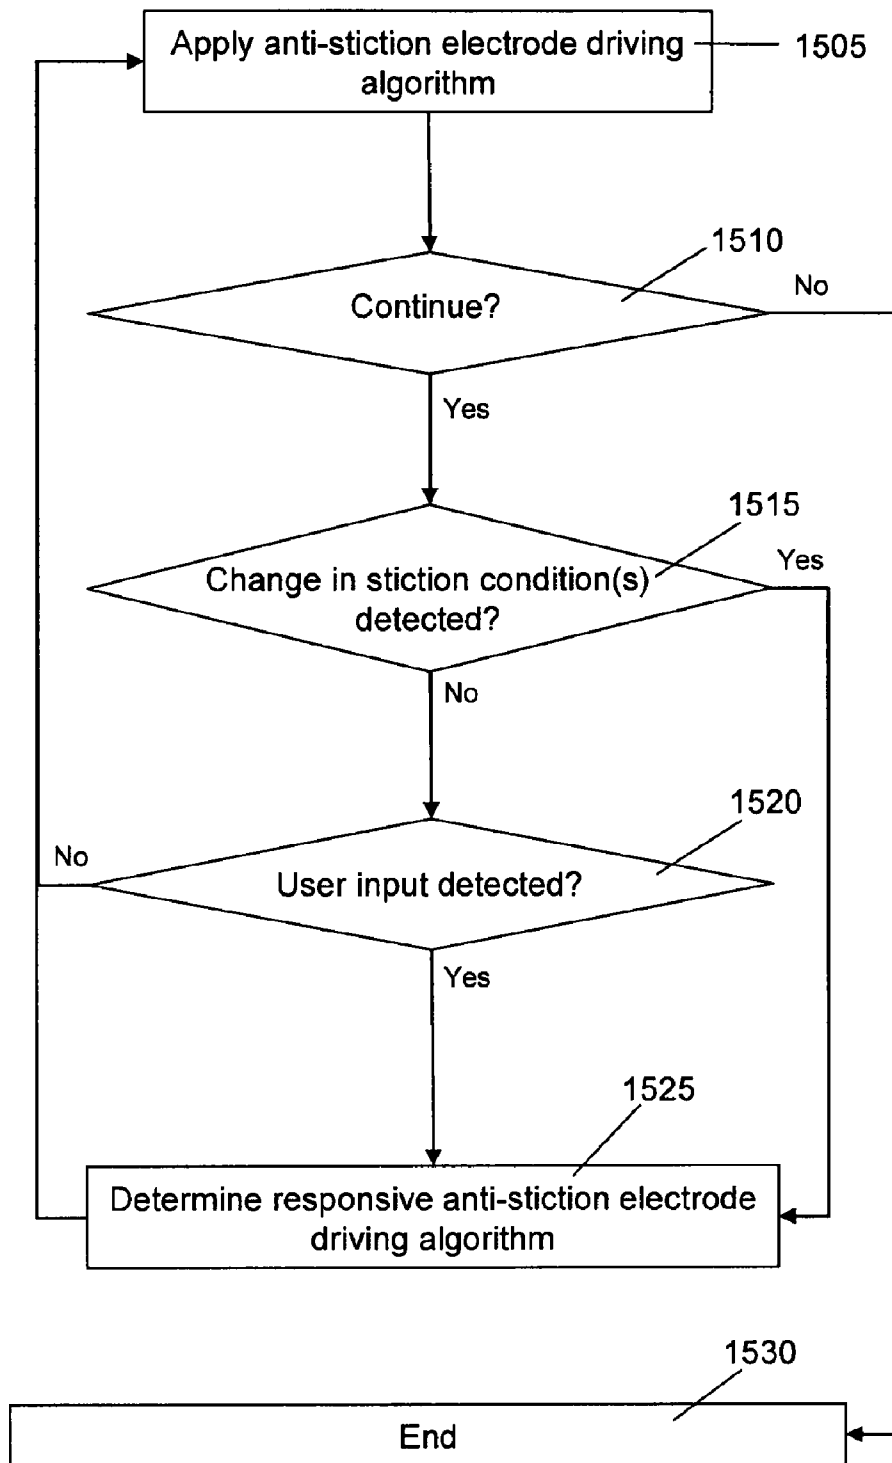 Apply anti-stiction electrode driving
algorithm
1505
1510
Continue?
No
Yes
1515
Change in stiction condition(s)
detected?
Yes
No
1520
No
User input detected?
Yes
1525
Determine responsive anti-stiction electrode
driving algorithm
1530
End